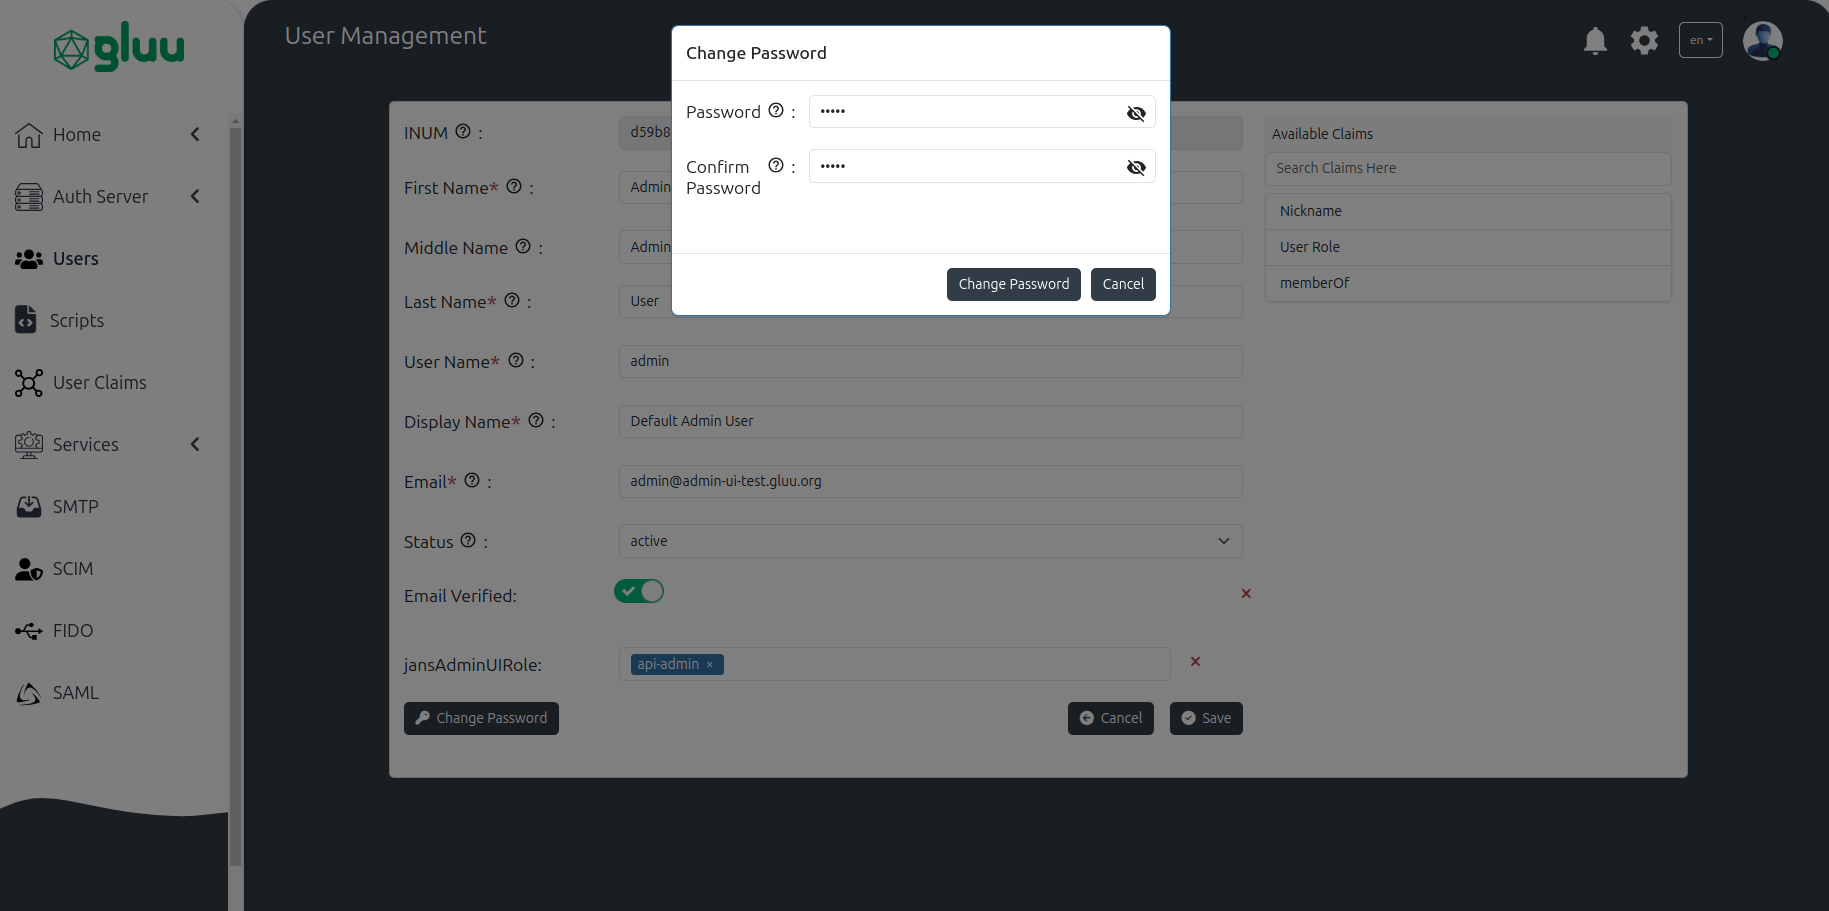 gluu
Home
Auth Server
Users
Scripts
User Claims
Services
SMTP
SCIM
FIDO
SAML
User Management
en
Change Password
Password :
•••••
Confirm Password :
•••••
Change Password
Cancel
INUM :
d59b8
First Name* :
Admin
Middle Name :
Admin
Last Name* :
User
User Name* :
admin
Display Name* :
Default Admin User
Email* :
admin@admin-ui-test.gluu.org
Status :
active
Email Verified:
jansAdminUIRole:
api-admin ×
Change Password
Cancel
Save
Available Claims
Search Claims Here
Nickname
User Role
memberOf